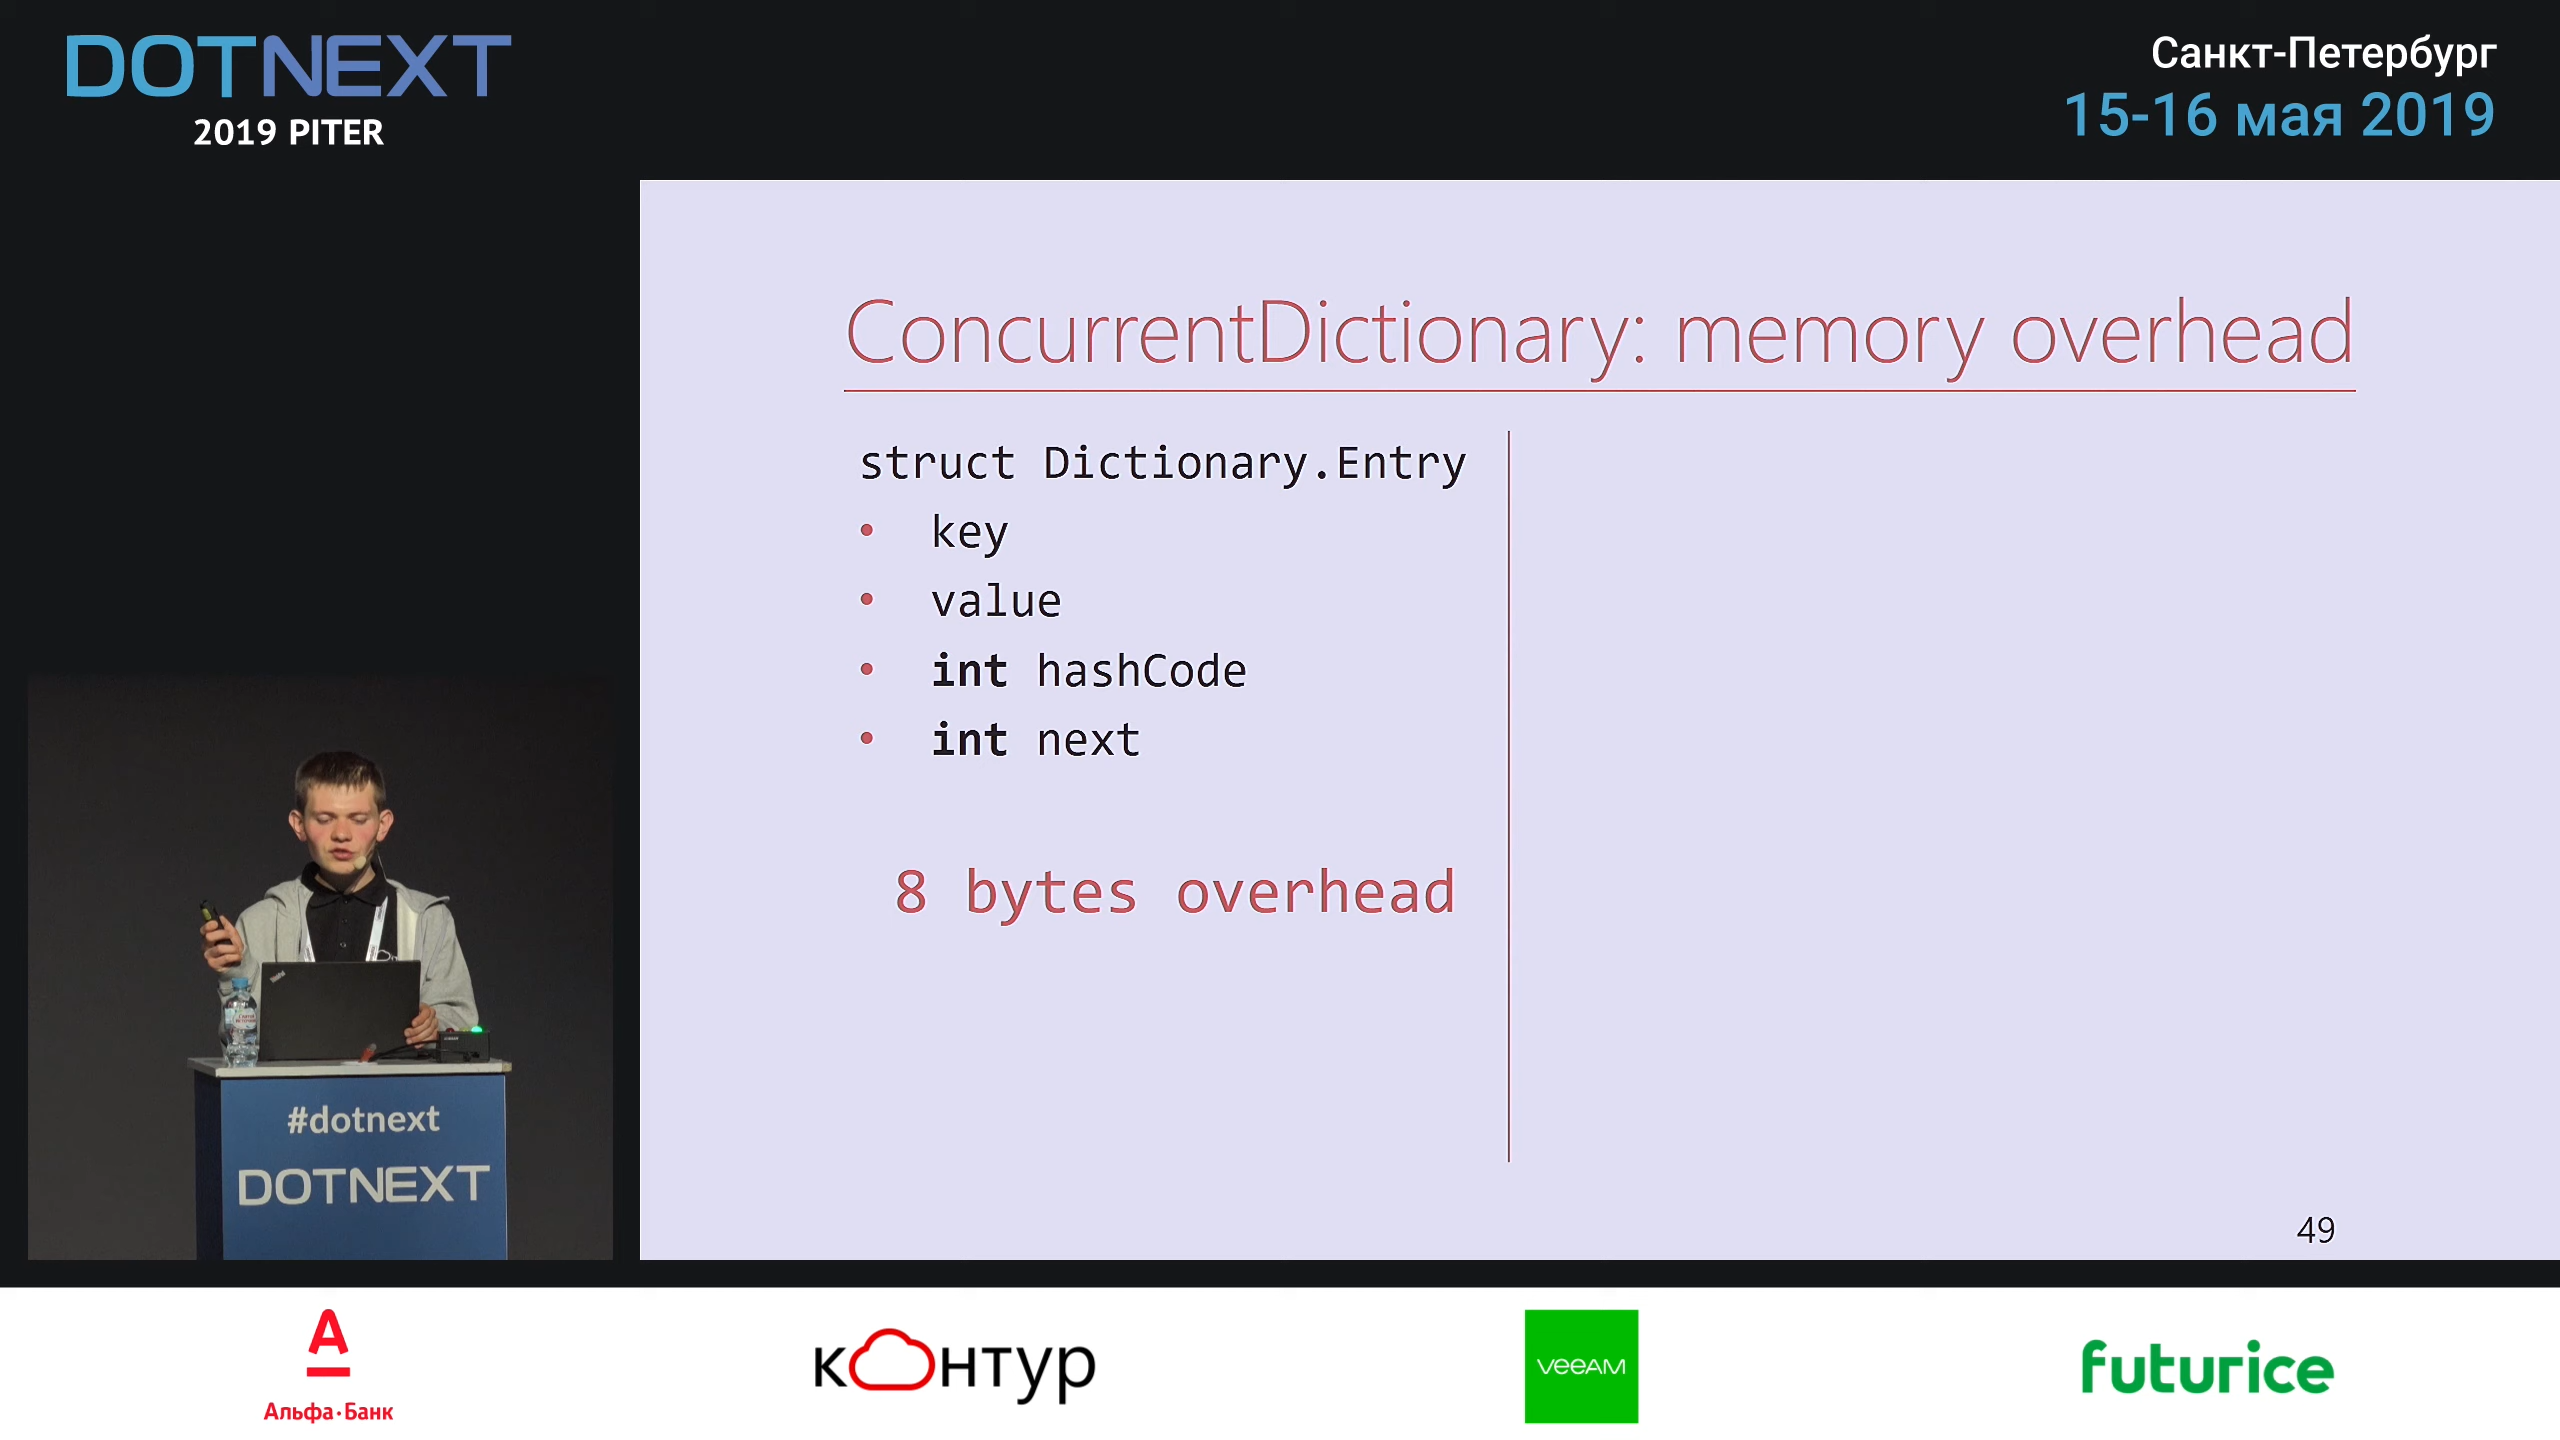 DOTNEXT
2019 PITER
Санкт-Петербург
15-16 мая 2019
ConcurrentDictionary: memory overhead
struct Dictionary.Entry
• key
• value
• int hashCode
• int next
8 bytes overhead
49
#dotnext
DOTNEXT
Альфа·Банк
контур
veeAM
futurice